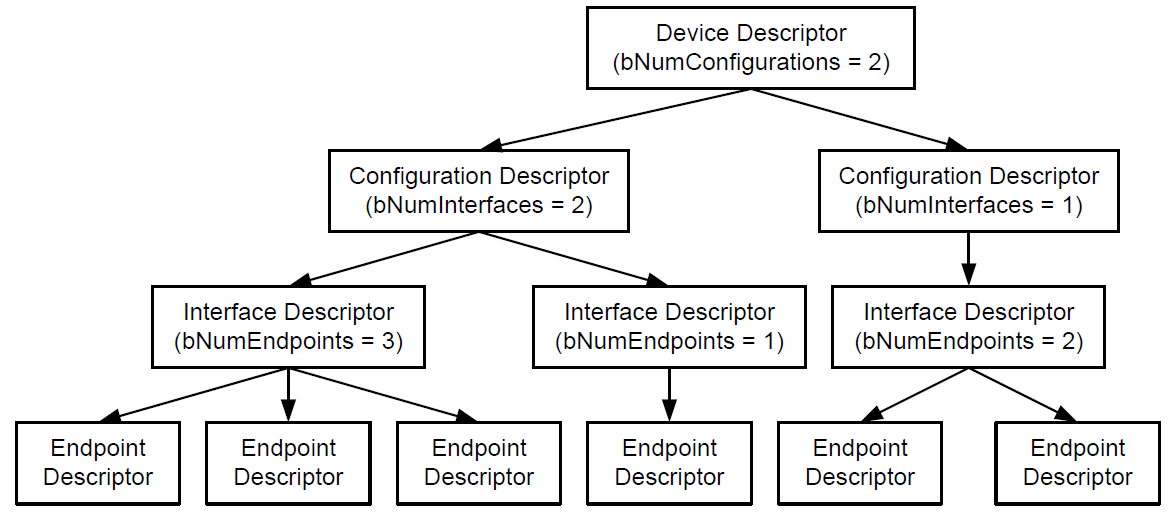 Device Descriptor
(bNumConfigurations = 2)
Configuration Descriptor
(bNumInterfaces = 2)
Configuration Descriptor
(bNumInterfaces = 1)
Interface Descriptor
(bNumEndpoints = 3)
Interface Descriptor
(bNumEndpoints = 1)
Interface Descriptor
(bNumEndpoints = 2)
Endpoint
Descriptor
Endpoint
Descriptor
Endpoint
Descriptor
Endpoint
Descriptor
Endpoint
Descriptor
Endpoint
Descriptor